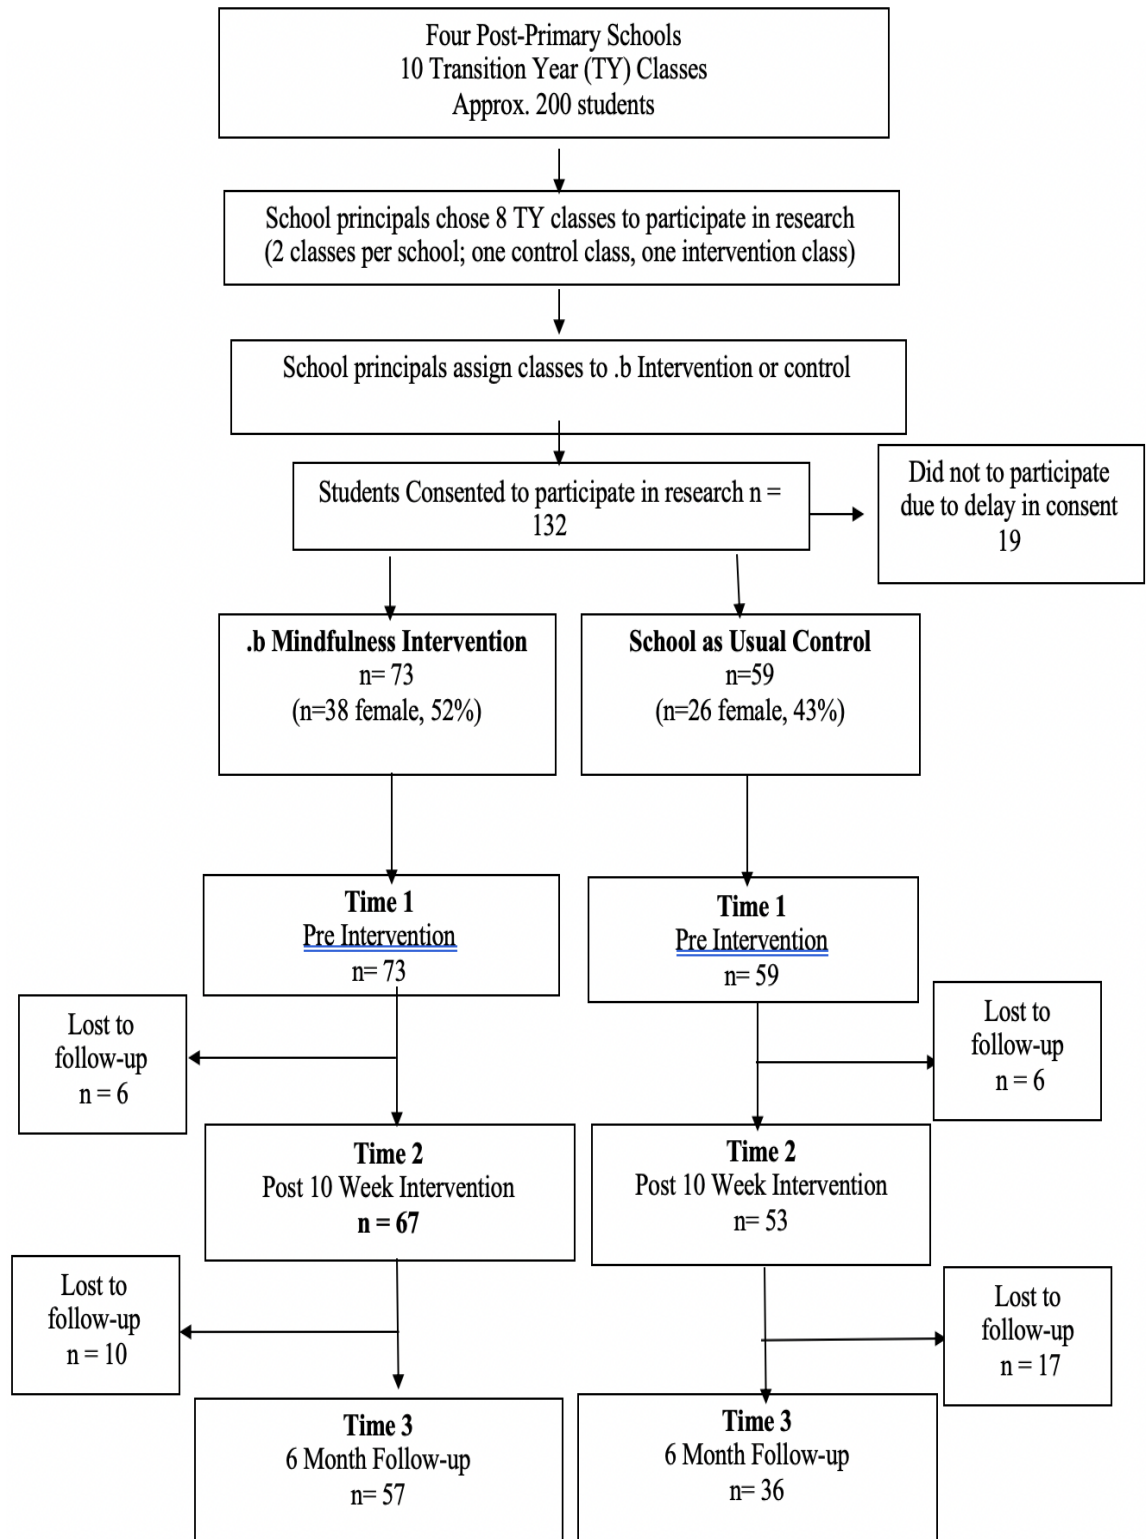 Four Post-Primary Schools
10 Transition Year (TY) Classes
Approx. 200 students
School principals chose 8 TY classes to participate in research
(2 classes per school; one control class, one intervention class)
School principals assign classes to .b Intervention or control
Students Consented to participate in research n =
132
Did not to participate
due to delay in consent
19
.b Mindfulness Intervention
n= 73
(n=38 female, 52%)
School as Usual Control
n=59
(n=26 female, 43%)
Time 1
Pre Intervention
n= 73
Time 1
Pre Intervention
n= 59
Lost to
follow-up
n = 6
Lost to
follow-up
n = 6
Time 2
Post 10 Week Intervention
n = 67
Time 2
Post 10 Week Intervention
n= 53
Lost to
follow-up
n = 10
Lost to
follow-up
n = 17
Time 3
6 Month Follow-up
n= 57
Time 3
6 Month Follow-up
n= 36